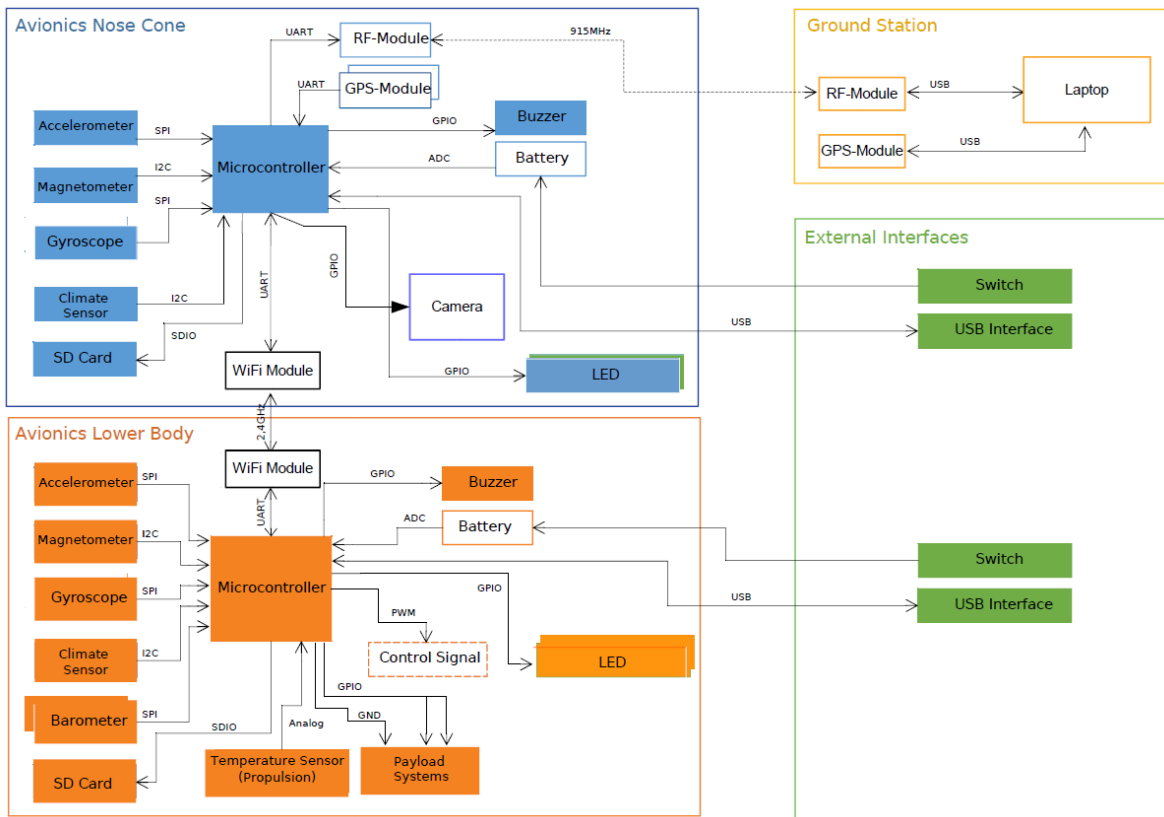 Avionics Nose Cone
RF-Module
UART
915MHz
GPS-Module
UART
Accelerometer
SPI
Microcontroller
GPIO
Buzzer
ADC
Battery
Magnetometer
I2C
SPI
Gyroscope
UART
GPIO
Camera
Climate
Sensor
I2C
SDIO
SD Card
WiFi Module
GPIO
LED
USB
2,4GHz
Ground Station
RF-Module
USB
Laptop
GPS-Module
USB
External Interfaces
Switch
USB Interface
Switch
USB Interface
Avionics Lower Body
WiFi Module
UART
Accelerometer
SPI
GPIO
Buzzer
ADC
Battery
Magnetometer
I2C
Microcontroller
Gyroscope
SPI
GPIO
USB
PWM
Control Signal
LED
Climate
Sensor
I2C
Barometer
SPI
SDIO
Analog
GPIO
GND
SD Card
Temperature Sensor
(Propulsion)
Payload
Systems